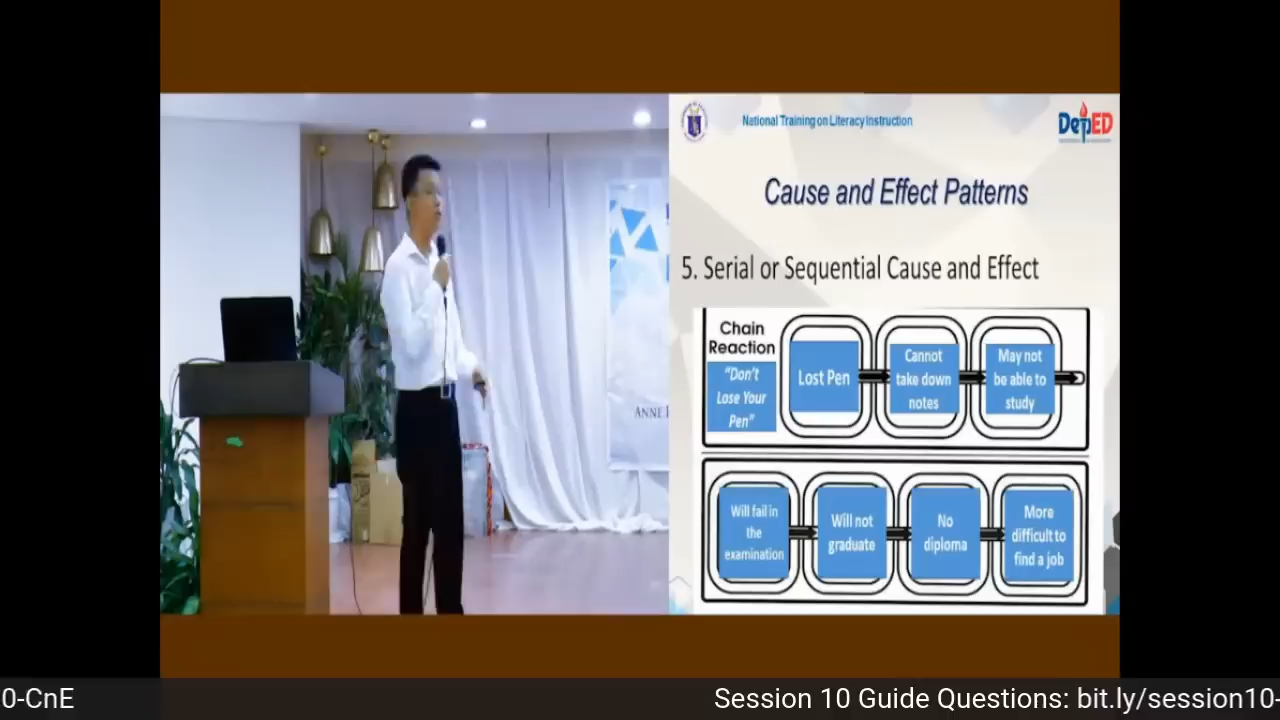 National Training on Literacy Instruction
DepED
Cause and Effect Patterns
5. Serial or Sequential Cause and Effect
Chain
Reaction
"Don't
Lose Your
Pen"
Lost Pen
Cannot
take down
notes
May not
be able to
study
Will fail in
the
examination
Will not
graduate
No
diploma
More
difficult to
find a job
ANNE
0-CnE
Session 10 Guide Questions: bit.ly/session10-